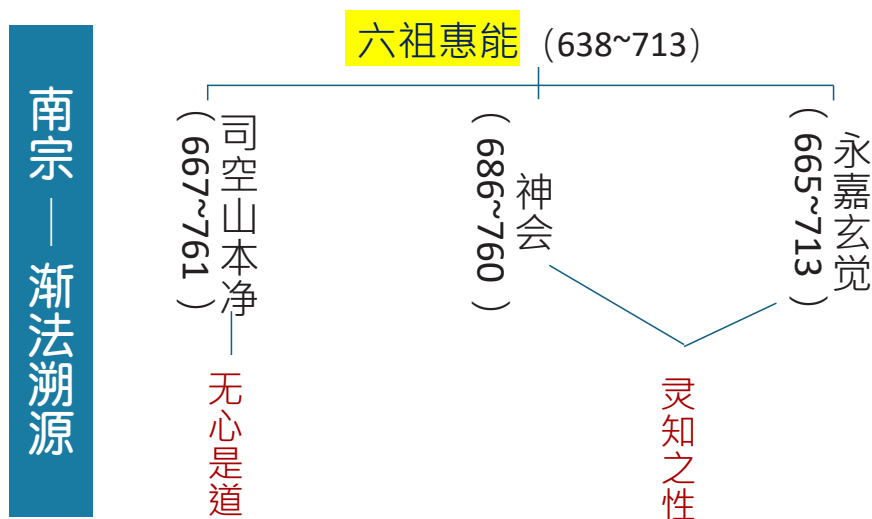 南宗—渐法溯源
六祖惠能 (638~713)
司空山本净
(667~761)
神会
(686~760)
永嘉玄觉
(665~713)
无心是道
灵知之性